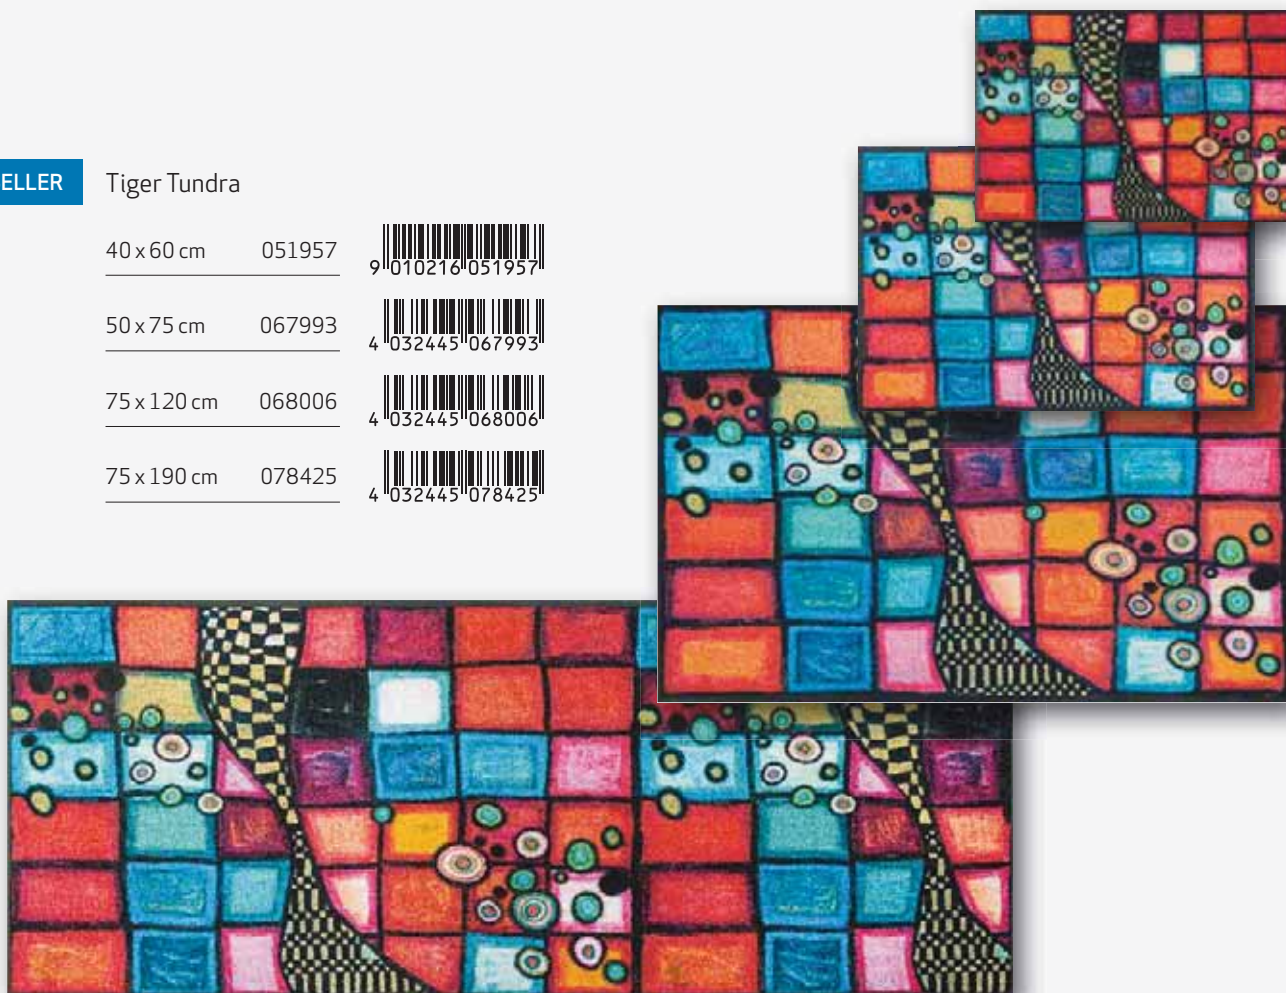 ELLER Tiger Tundra
40 x 60 cm 051957
9 010216 051957
50 x 75 cm 067993
4 032445 067993
75 x 120 cm 068006
4 032445 068006
75 x 190 cm 078425
4 032445 078425